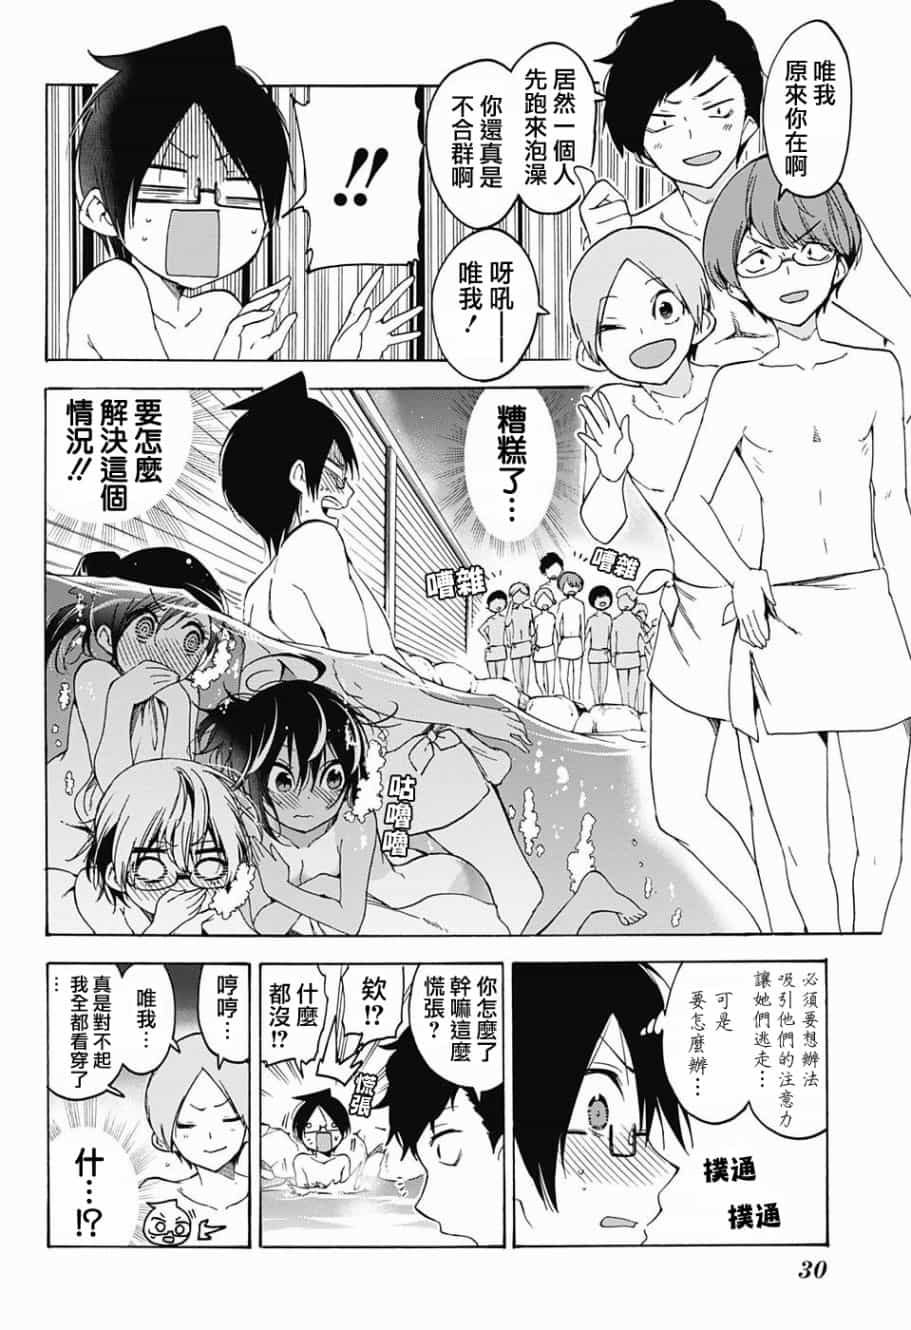 唯我
原來你在啊
居然一個人
先跑來泡澡
你還真是
不合群啊
呀吼──
唯我！
!!
糟糕了…
嘈雜
嘈雜
要怎麼
解決這個
情況!!
咕嚕嚕
必須要想辦法
吸引他們的注意力
讓她們逃走…
可是
要怎麼辦…
撲通
撲通
你怎麼了
幹嘛這麼
慌張？
欸!?
什麼
都沒!?
慌張
哼哼…
唯我…
真是對不起
我全都看穿了
…
什…
!?
30